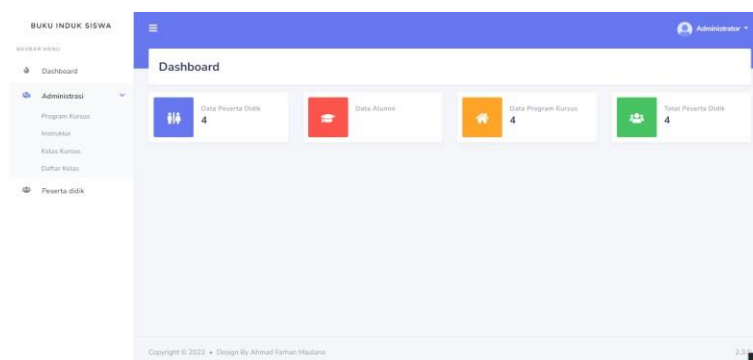 BUKU INDUK SISWA
NAVBAR MENU
Dashboard
Administrasi
Program Kursus
Instruktur
Kelas Kursus
Daftar Kelas
Peserta didik
Administrator
Dashboard
Data Peserta Didik
4
Data Alumni
Data Program Kursus
4
Total Peserta Didik
4
Copyright © 2022 • Design By Ahmad Farhan Maulana